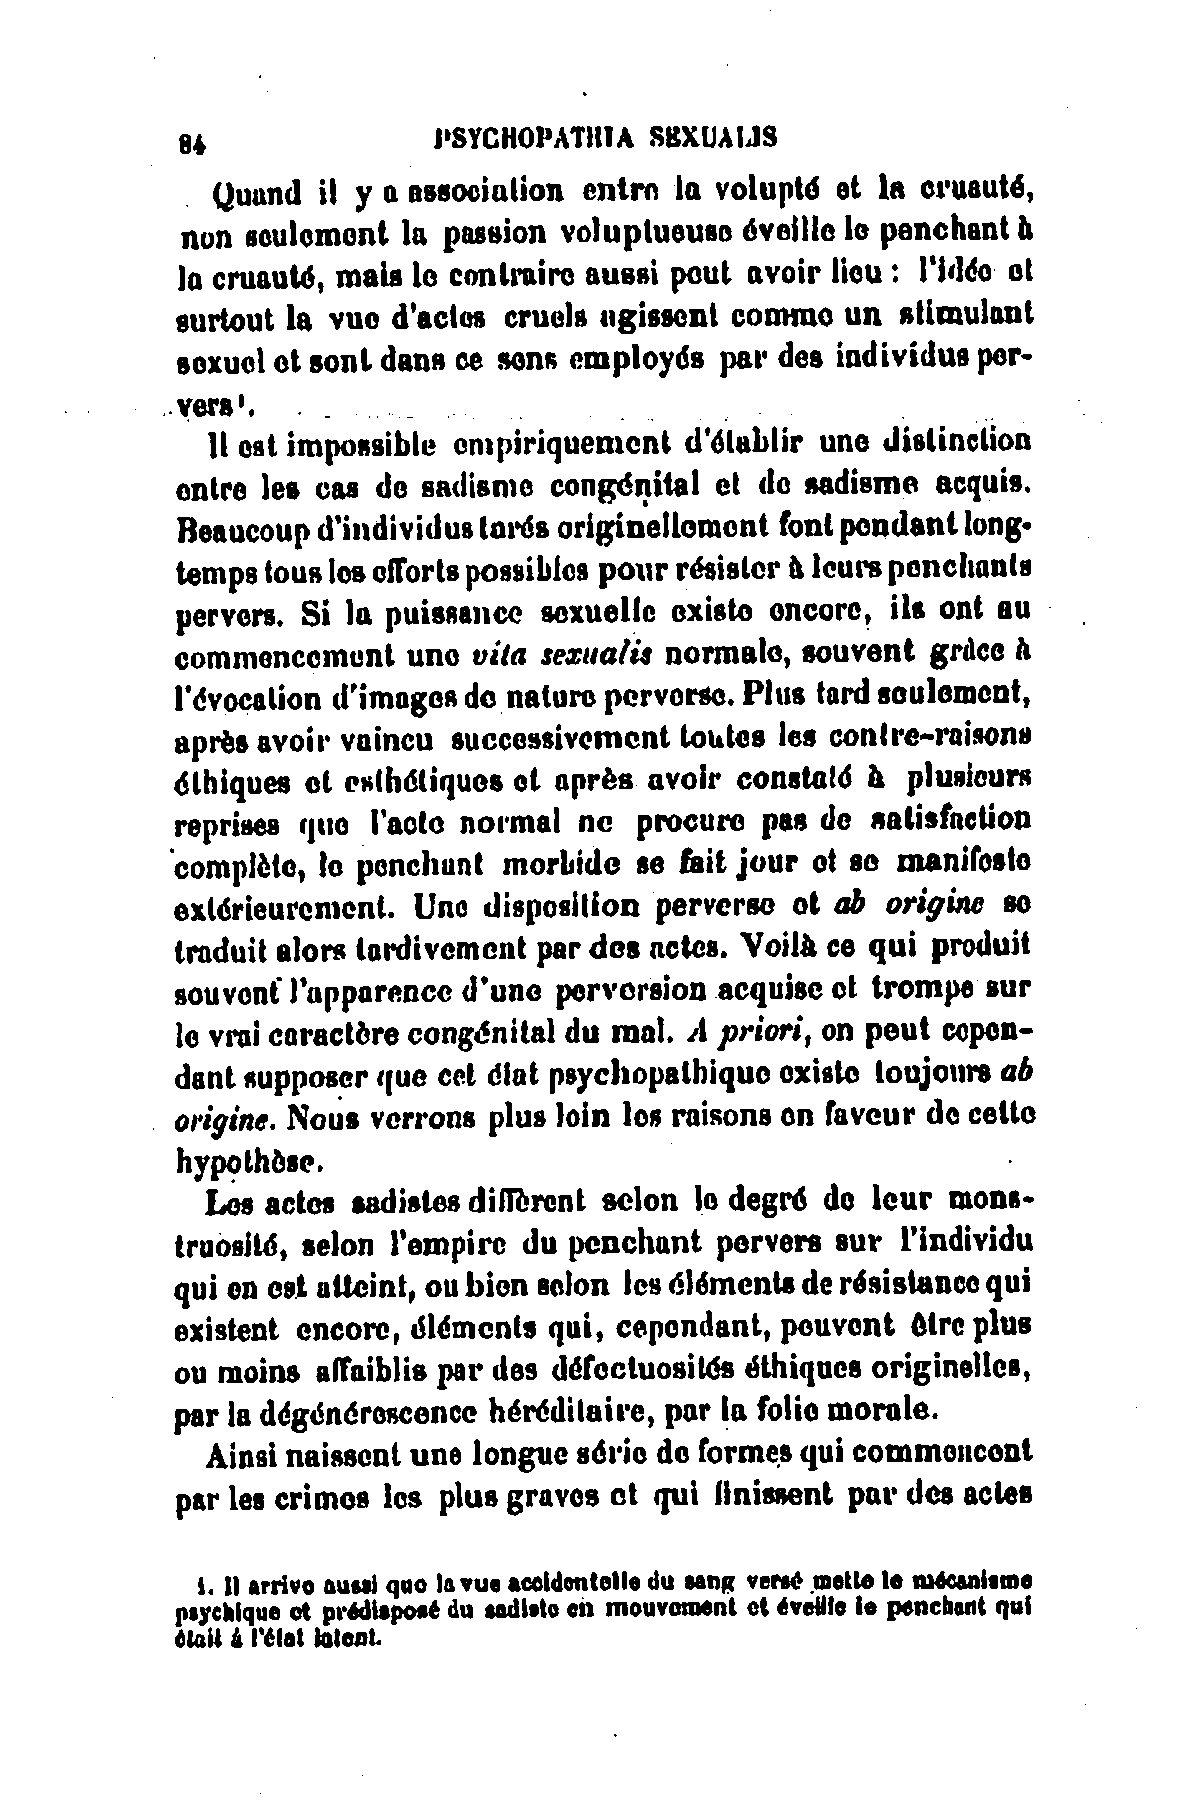 84 PSYCHOPATHIA SEXUALIS
Quand il y a association entre la volupté et la cruauté,
non seulement la passion voluptueuse éveille le penchant à
la cruauté, mais le contraire aussi peut avoir lieu : l'idée et
surtout la vue d'actes cruels agissent comme un stimulant
sexuel et sont dans ce sens employés par des individus per-
vers¹.
Il est impossible empiriquement d'établir une distinction
entre les cas de sadisme congénital et de sadisme acquis.
Beaucoup d'individus tarés originellement font pendant long-
temps tous les efforts possibles pour résister à leurs penchants
pervers. Si la puissance sexuelle existe encore, ils ont au
commencement une vita sexualis normale, souvent grâce à
l'évocation d'images de nature perverse. Plus tard seulement,
après avoir vaincu successivement toutes les contre-raisons
éthiques et esthétiques et après avoir constaté à plusieurs
reprises que l'acte normal ne procure pas de satisfaction
complète, le penchant morbide se fait jour et se manifeste
extérieurement. Une disposition perverse et ab origine se
traduit alors tardivement par des actes. Voilà ce qui produit
souvent l'apparence d'une perversion acquise et trompe sur
le vrai caractère congénital du mal. A priori, on peut cepen-
dant supposer que cet état psychopathique existe toujours ab
origine. Nous verrons plus loin les raisons en faveur de cette
hypothèse.
Les actes sadistes diffèrent selon le degré de leur mons-
truosité, selon l'empire du penchant pervers sur l'individu
qui en est atteint, ou bien selon les éléments de résistance qui
existent encore, éléments qui, cependant, peuvent être plus
ou moins affaiblis par des défectuosités éthiques originelles,
par la dégénérescence héréditaire, par la folie morale.
Ainsi naissent une longue série de formes qui commencent
par les crimes les plus graves et qui finissent par des actes
1. Il arrive aussi que la vue accidentelle du sang versé mette le mécanisme
psychique et prédisposé du sadiste en mouvement et éveille le penchant qui
était à l'état latent.